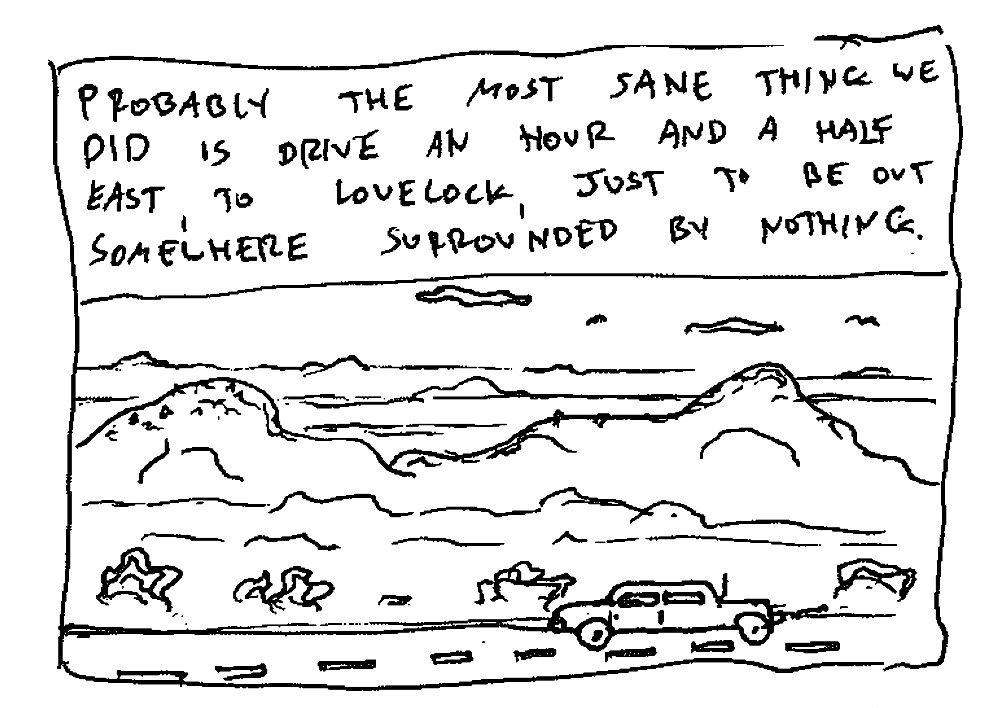 PROBABLY THE MOST SANE THING WE
DID IS DRIVE AN HOUR AND A HALF
EAST, TO LOVELOCK, JUST TO BE OUT
SOMEWHERE SURROUNDED BY NOTHING.